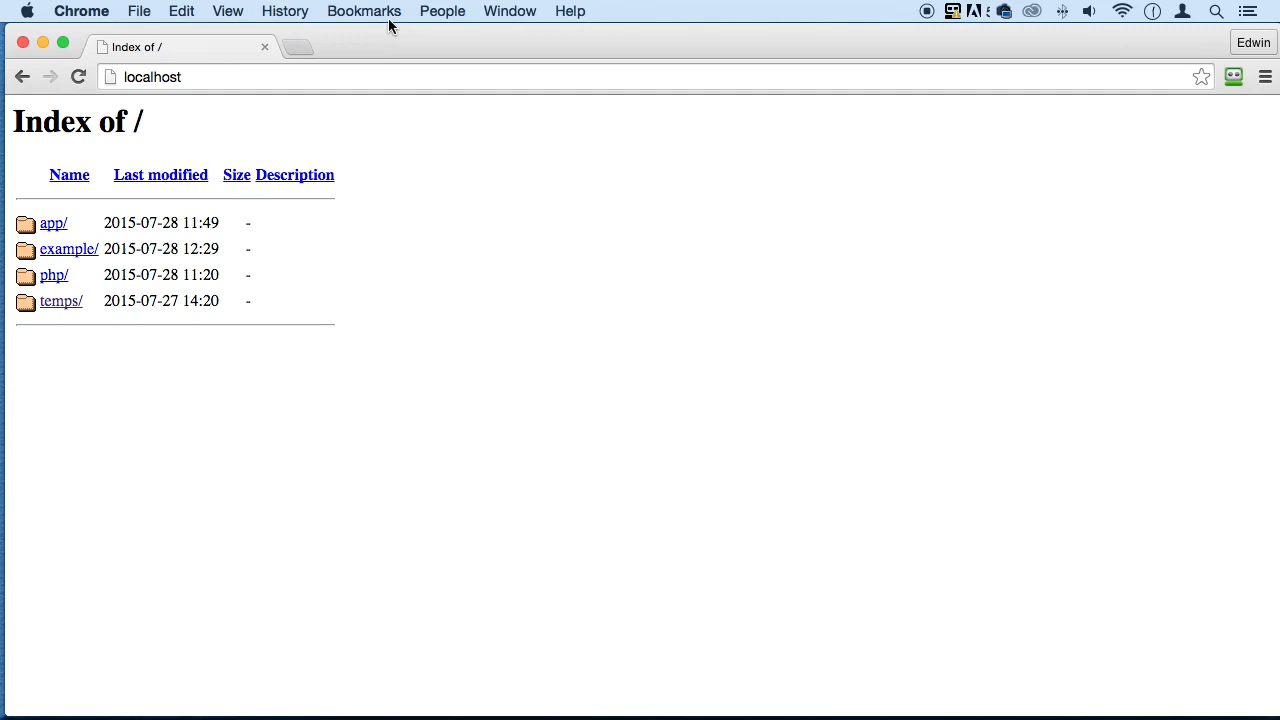 Chrome File Edit View History Bookmarks People Window Help
Index of /
Edwin
localhost
Index of /
Name Last modified Size Description
app/ 2015-07-28 11:49 -
example/ 2015-07-28 12:29 -
php/ 2015-07-28 11:20 -
temps/ 2015-07-27 14:20 -